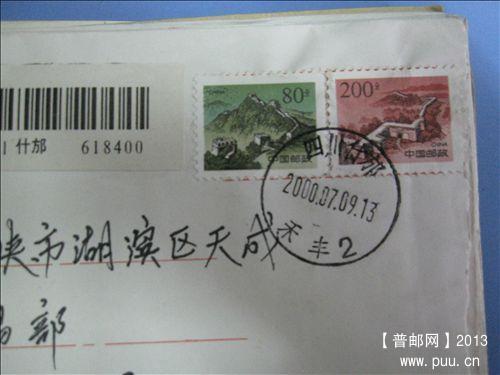 80分
CHINA
中国邮政
200分
CHINA
中国邮政
什邡
618400
四川什邡
2000.07.09.13
禾丰2
市湖滨区天成
部
【普邮网】2013
www.puu.cn